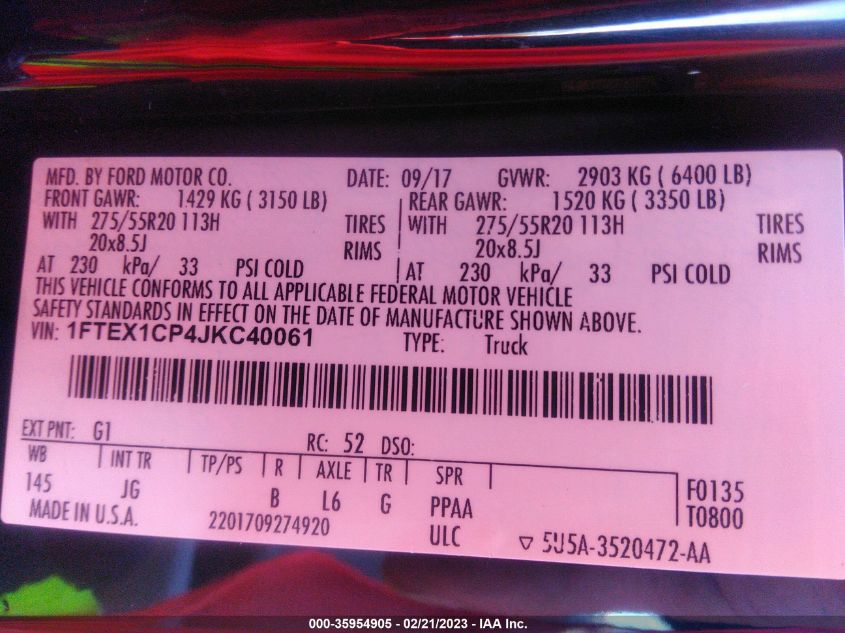 MFD. BY FORD MOTOR CO. DATE: 09/17 GVWR: 2903 KG ( 6400 LB)
FRONT GAWR: 1429 KG ( 3150 LB) REAR GAWR: 1520 KG ( 3350 LB)
WITH 275/55R20 113H TIRES WITH 275/55R20 113H TIRES
20x8.5J RIMS 20x8.5J RIMS
AT 230 kPa/ 33 PSI COLD AT 230 kPa/ 33 PSI COLD
THIS VEHICLE CONFORMS TO ALL APPLICABLE FEDERAL MOTOR VEHICLE
SAFETY STANDARDS IN EFFECT ON THE DATE OF MANUFACTURE SHOWN ABOVE.
VIN: 1FTEX1CP4JKC40061 TYPE: Truck
EXT PNT: G1 RC: 52 DSO:
WB INT TR TP/PS R AXLE TR SPR
145 JG B L6 G PPAA F0135
MADE IN U.S.A. 2201709274920 ULC T0800
▽ 5U5A-3520472-AA
000-35954905 - 02/21/2023 - IAA Inc.